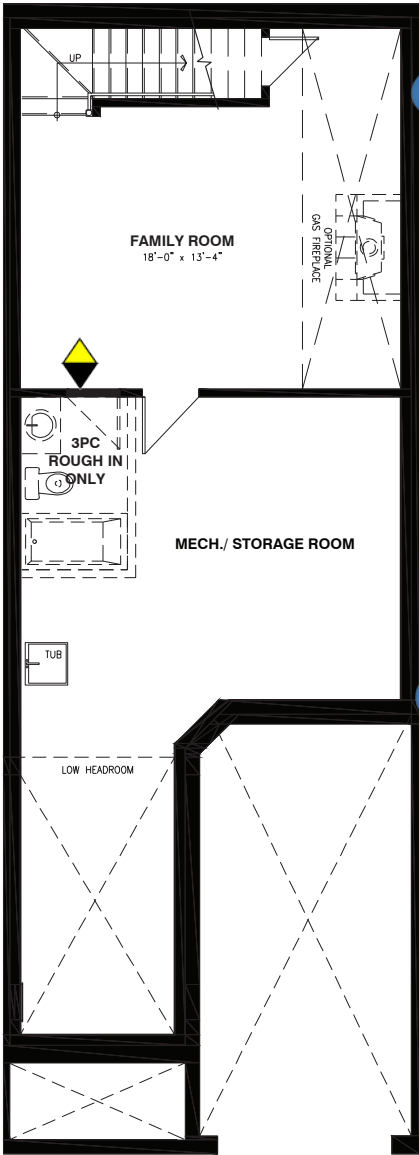 UP
FAMILY ROOM
18'-0" x 13'-4"
OPTIONAL
GAS FIREPLACE
3PC
ROUGH IN
ONLY
MECH./ STORAGE ROOM
TUB
LOW HEADROOM